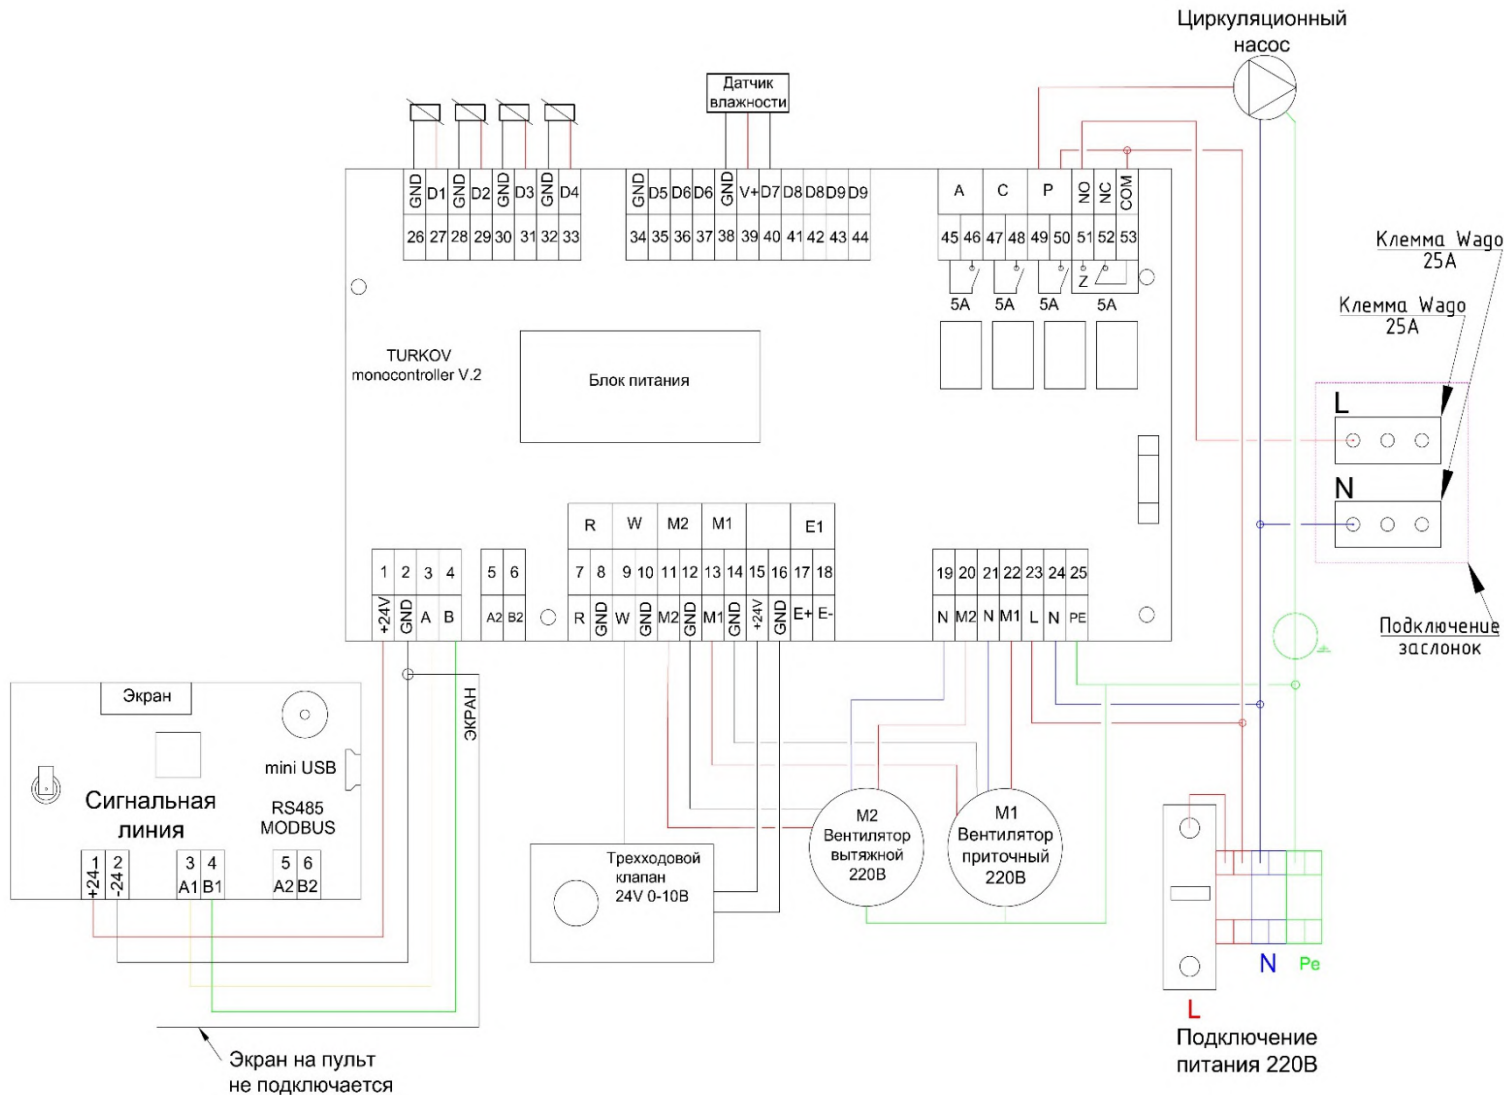 Циркуляционный
насос
Датчик
влажности
GND D1 GND D2 GND D3 GND D4
26 27 28 29 30 31 32 33
GND D5 D6 D6 GND V+ D7 D8 D8 D9 D9
34 35 36 37 38 39 40 41 42 43 44
A C P NO NC COM
45 46 47 48 49 50 51 52 53
Z
5A 5A 5A 5A
Клемма Wago
25А
Клемма Wago
25А
TURKOV
monocontroller V.2
Блок питания
L
N
Подключение
заслонок
R W M2 M1 E1
1 2 3 4 5 6 7 8 9 10 11 12 13 14 15 16 17 18
+24V GND A B A2 B2 R GND W GND M2 GND M1 GND +24V GND E+ E-
19 20 21 22 23 24 25
N M2 N M1 L N PE
ЭКРАН
Экран
mini USB
Сигнальная
линия
RS485
MODBUS
1 2 3 4 5 6
+24 -24 A1 B1 A2 B2
Трехходовой
клапан
24V 0-10В
M2
Вентилятор
вытяжной
220В
M1
Вентилятор
приточный
220В
N
Pe
L
Подключение
питания 220В
Экран на пульт
не подключается